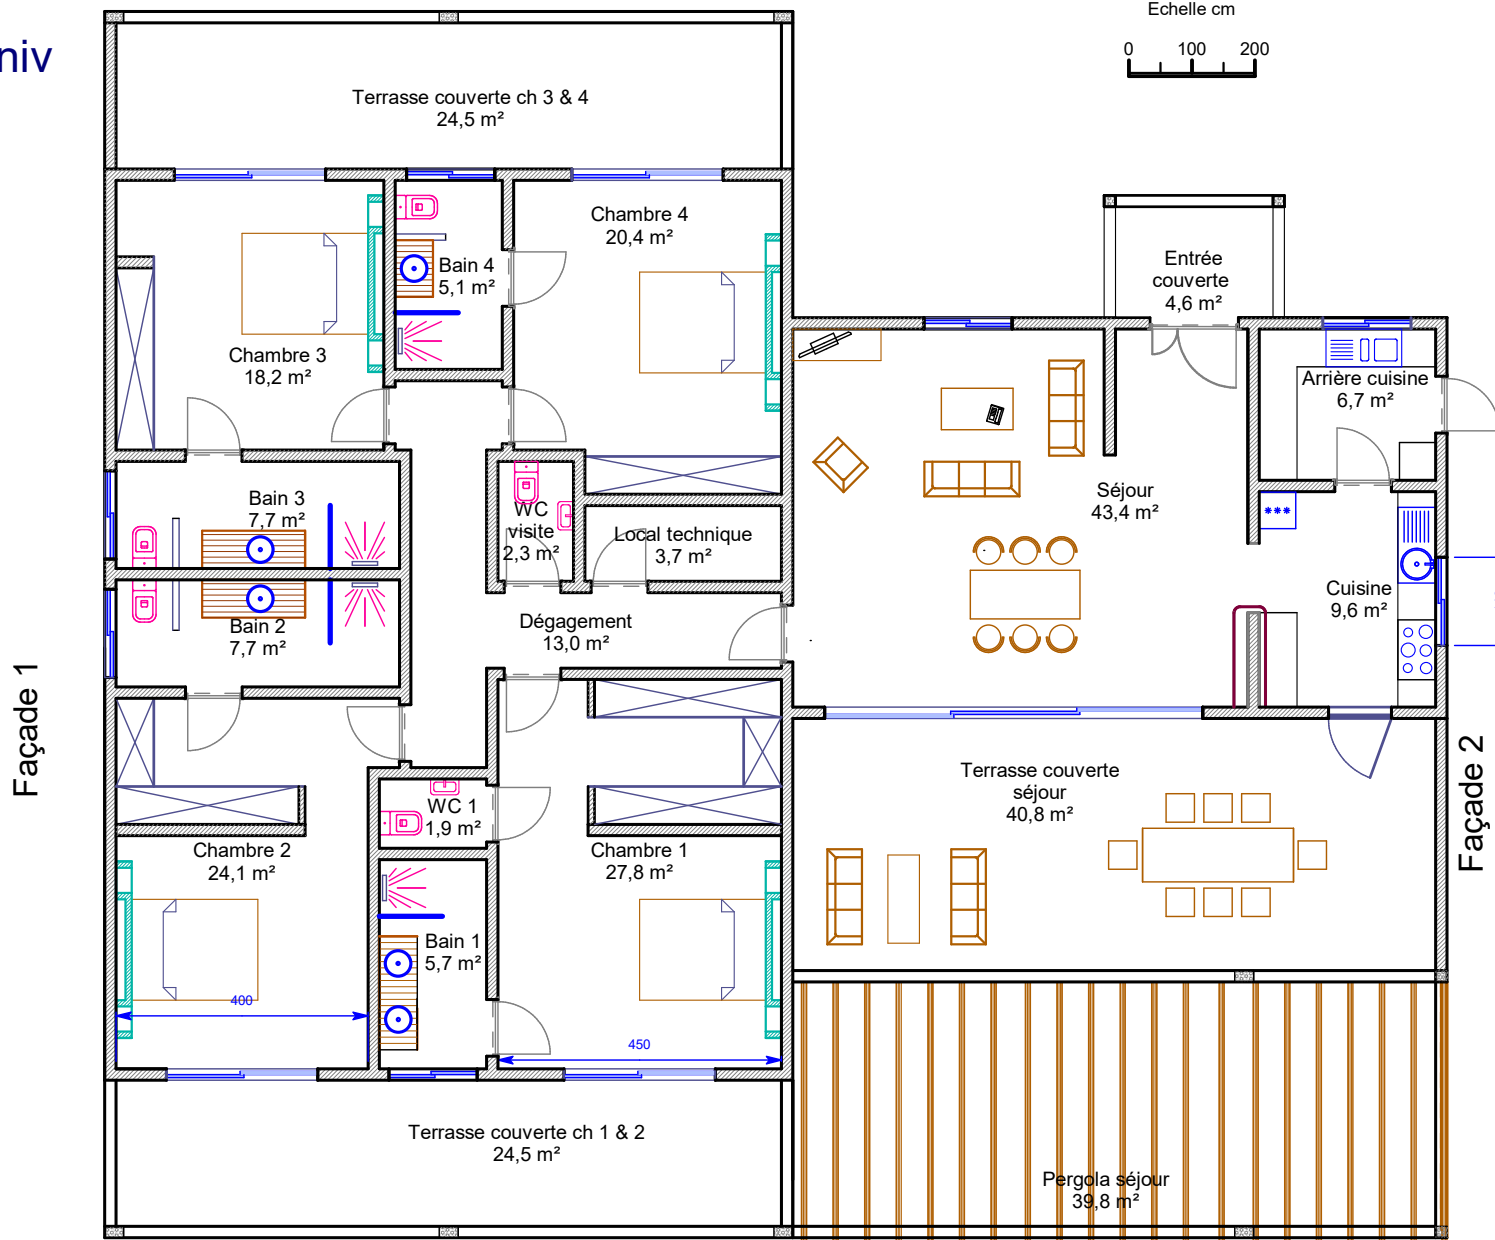 Echelle cm
0 100 200
niv
Terrasse couverte ch 3 & 4
24,5 m²
Chambre 4
20,4 m²
Bain 4
5,1 m²
Entrée
couverte
4,6 m²
Chambre 3
18,2 m²
Arrière cuisine
6,7 m²
Séjour
43,4 m²
Bain 3
7,7 m²
WC
visite
2,3 m²
Local technique
3,7 m²
***
Cuisine
9,6 m²
Bain 2
7,7 m²
Dégagement
13,0 m²
Façade 1
Façade 2
Terrasse couverte
séjour
40,8 m²
WC 1
1,9 m²
Chambre 2
24,1 m²
Chambre 1
27,8 m²
Bain 1
5,7 m²
400
450
Terrasse couverte ch 1 & 2
24,5 m²
Pergola séjour
39,8 m²